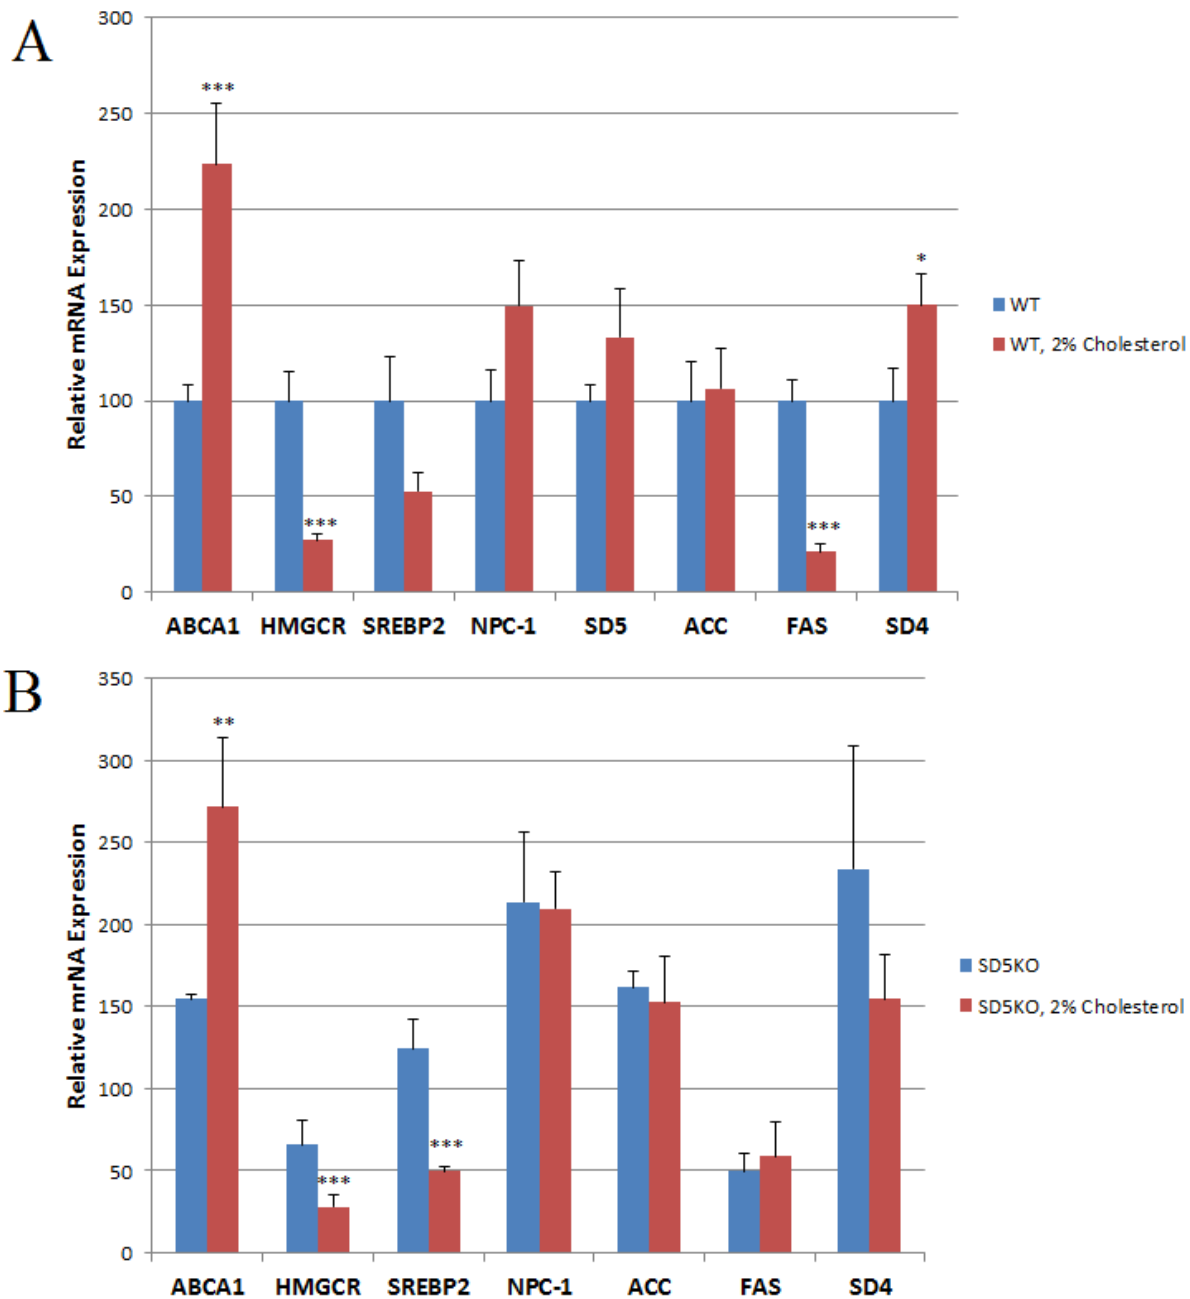 A
300
250
200
150
100
50
0
Relative mRNA Expression
***
***
***
*
ABCA1 HMGCR SREBP2 NPC-1 SD5 ACC FAS SD4
WT
WT, 2% Cholesterol
B
350
300
250
200
150
100
50
0
Relative mrNA Expression
**
***
***
ABCA1 HMGCR SREBP2 NPC-1 ACC FAS SD4
SD5KO
SD5KO, 2% Cholesterol